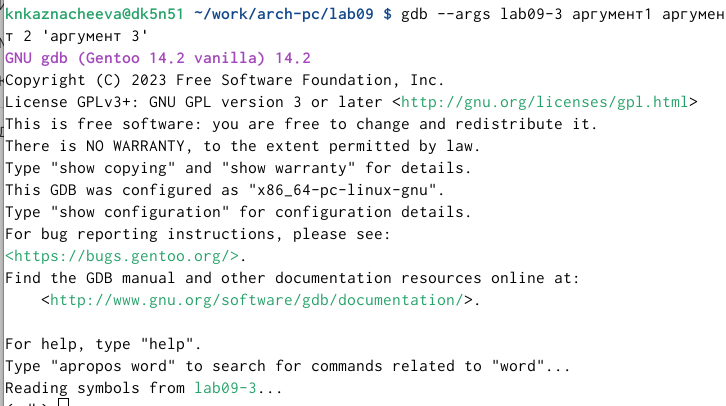 knkaznacheeva@dk5n51 ~/work/arch-pc/lab09 $ gdb --args lab09-3 аргумент1 аргумен
т 2 'аргумент 3'
GNU gdb (Gentoo 14.2 vanilla) 14.2
Copyright (C) 2023 Free Software Foundation, Inc.
License GPLv3+: GNU GPL version 3 or later <http://gnu.org/licenses/gpl.html>
This is free software: you are free to change and redistribute it.
There is NO WARRANTY, to the extent permitted by law.
Type "show copying" and "show warranty" for details.
This GDB was configured as "x86_64-pc-linux-gnu".
Type "show configuration" for configuration details.
For bug reporting instructions, please see:
<https://bugs.gentoo.org/>.
Find the GDB manual and other documentation resources online at:
    <http://www.gnu.org/software/gdb/documentation/>.

For help, type "help".
Type "apropos word" to search for commands related to "word"...
Reading symbols from lab09-3...